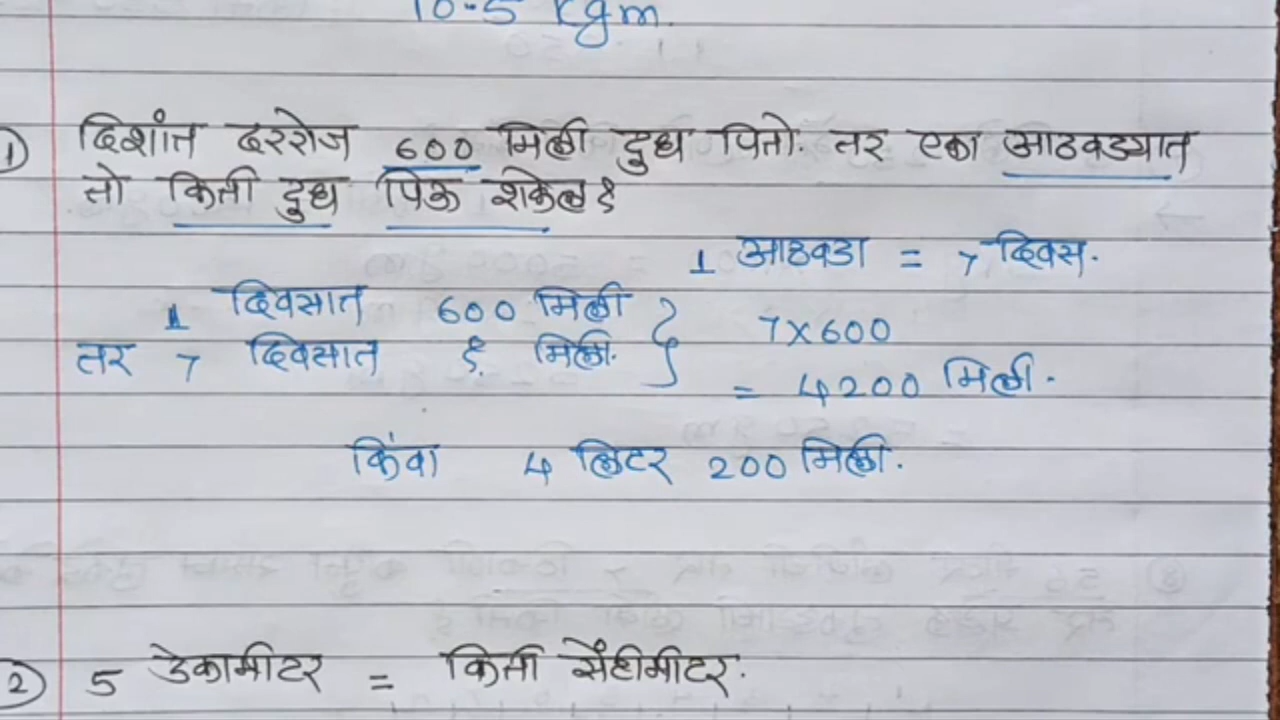 10.5 kgm.
① दिशांत दररोज 600 मिली दुध पितो. तर एका आठवड्यात
तो किती दुध पिऊ शकेल?
1 आठवडा = 7 दिवस.
1 दिवसात 600 मिली
तर 7 दिवसात ? मिली.
7×600
= 4200 मिली.
किंवा 4 लिटर 200 मिली.
② 5 डेकामीटर = किती सेंटीमीटर.